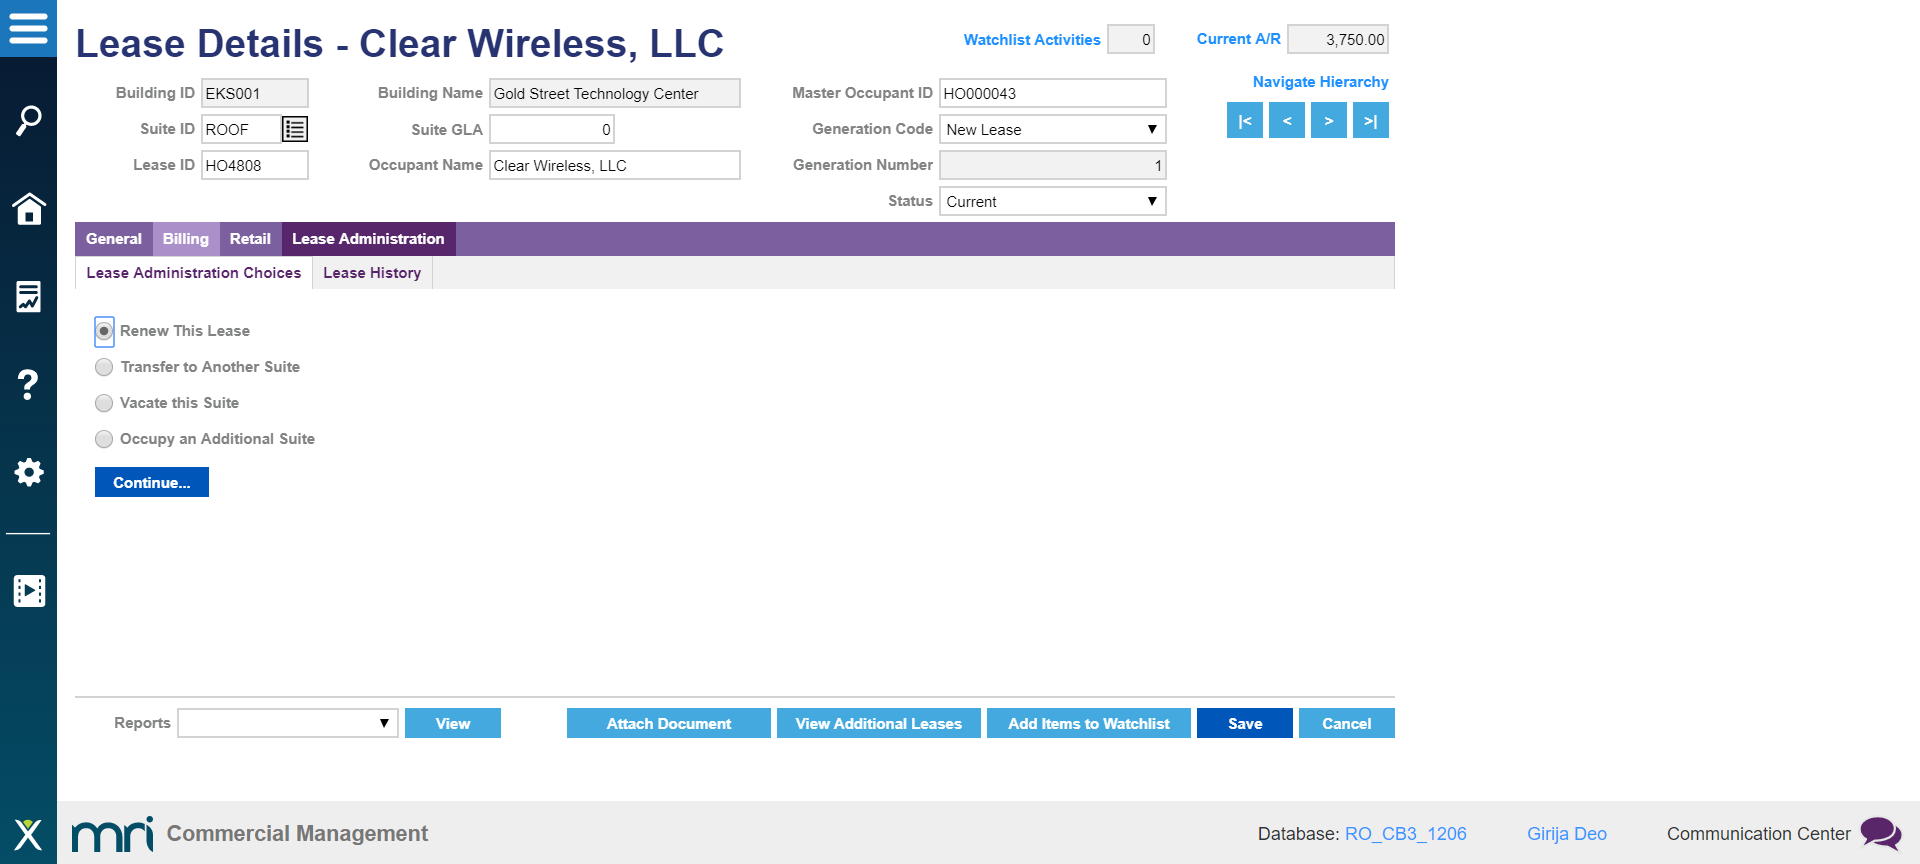 Lease Details - Clear Wireless, LLC
Watchlist Activities 0 Current A/R 3,750.00
Navigate Hierarchy
|< < > >|
Building ID EKS001 Building Name Gold Street Technology Center Master Occupant ID HO000043
Suite ID ROOF Suite GLA 0 Generation Code New Lease
Lease ID HO4808 Occupant Name Clear Wireless, LLC Generation Number 1
Status Current
General Billing Retail Lease Administration
Lease Administration Choices Lease History
Renew This Lease
Transfer to Another Suite
Vacate this Suite
Occupy an Additional Suite
Continue...
Reports View Attach Document View Additional Leases Add Items to Watchlist Save Cancel
mri Commercial Management Database: RO_CB3_1206 Girija Deo Communication Center